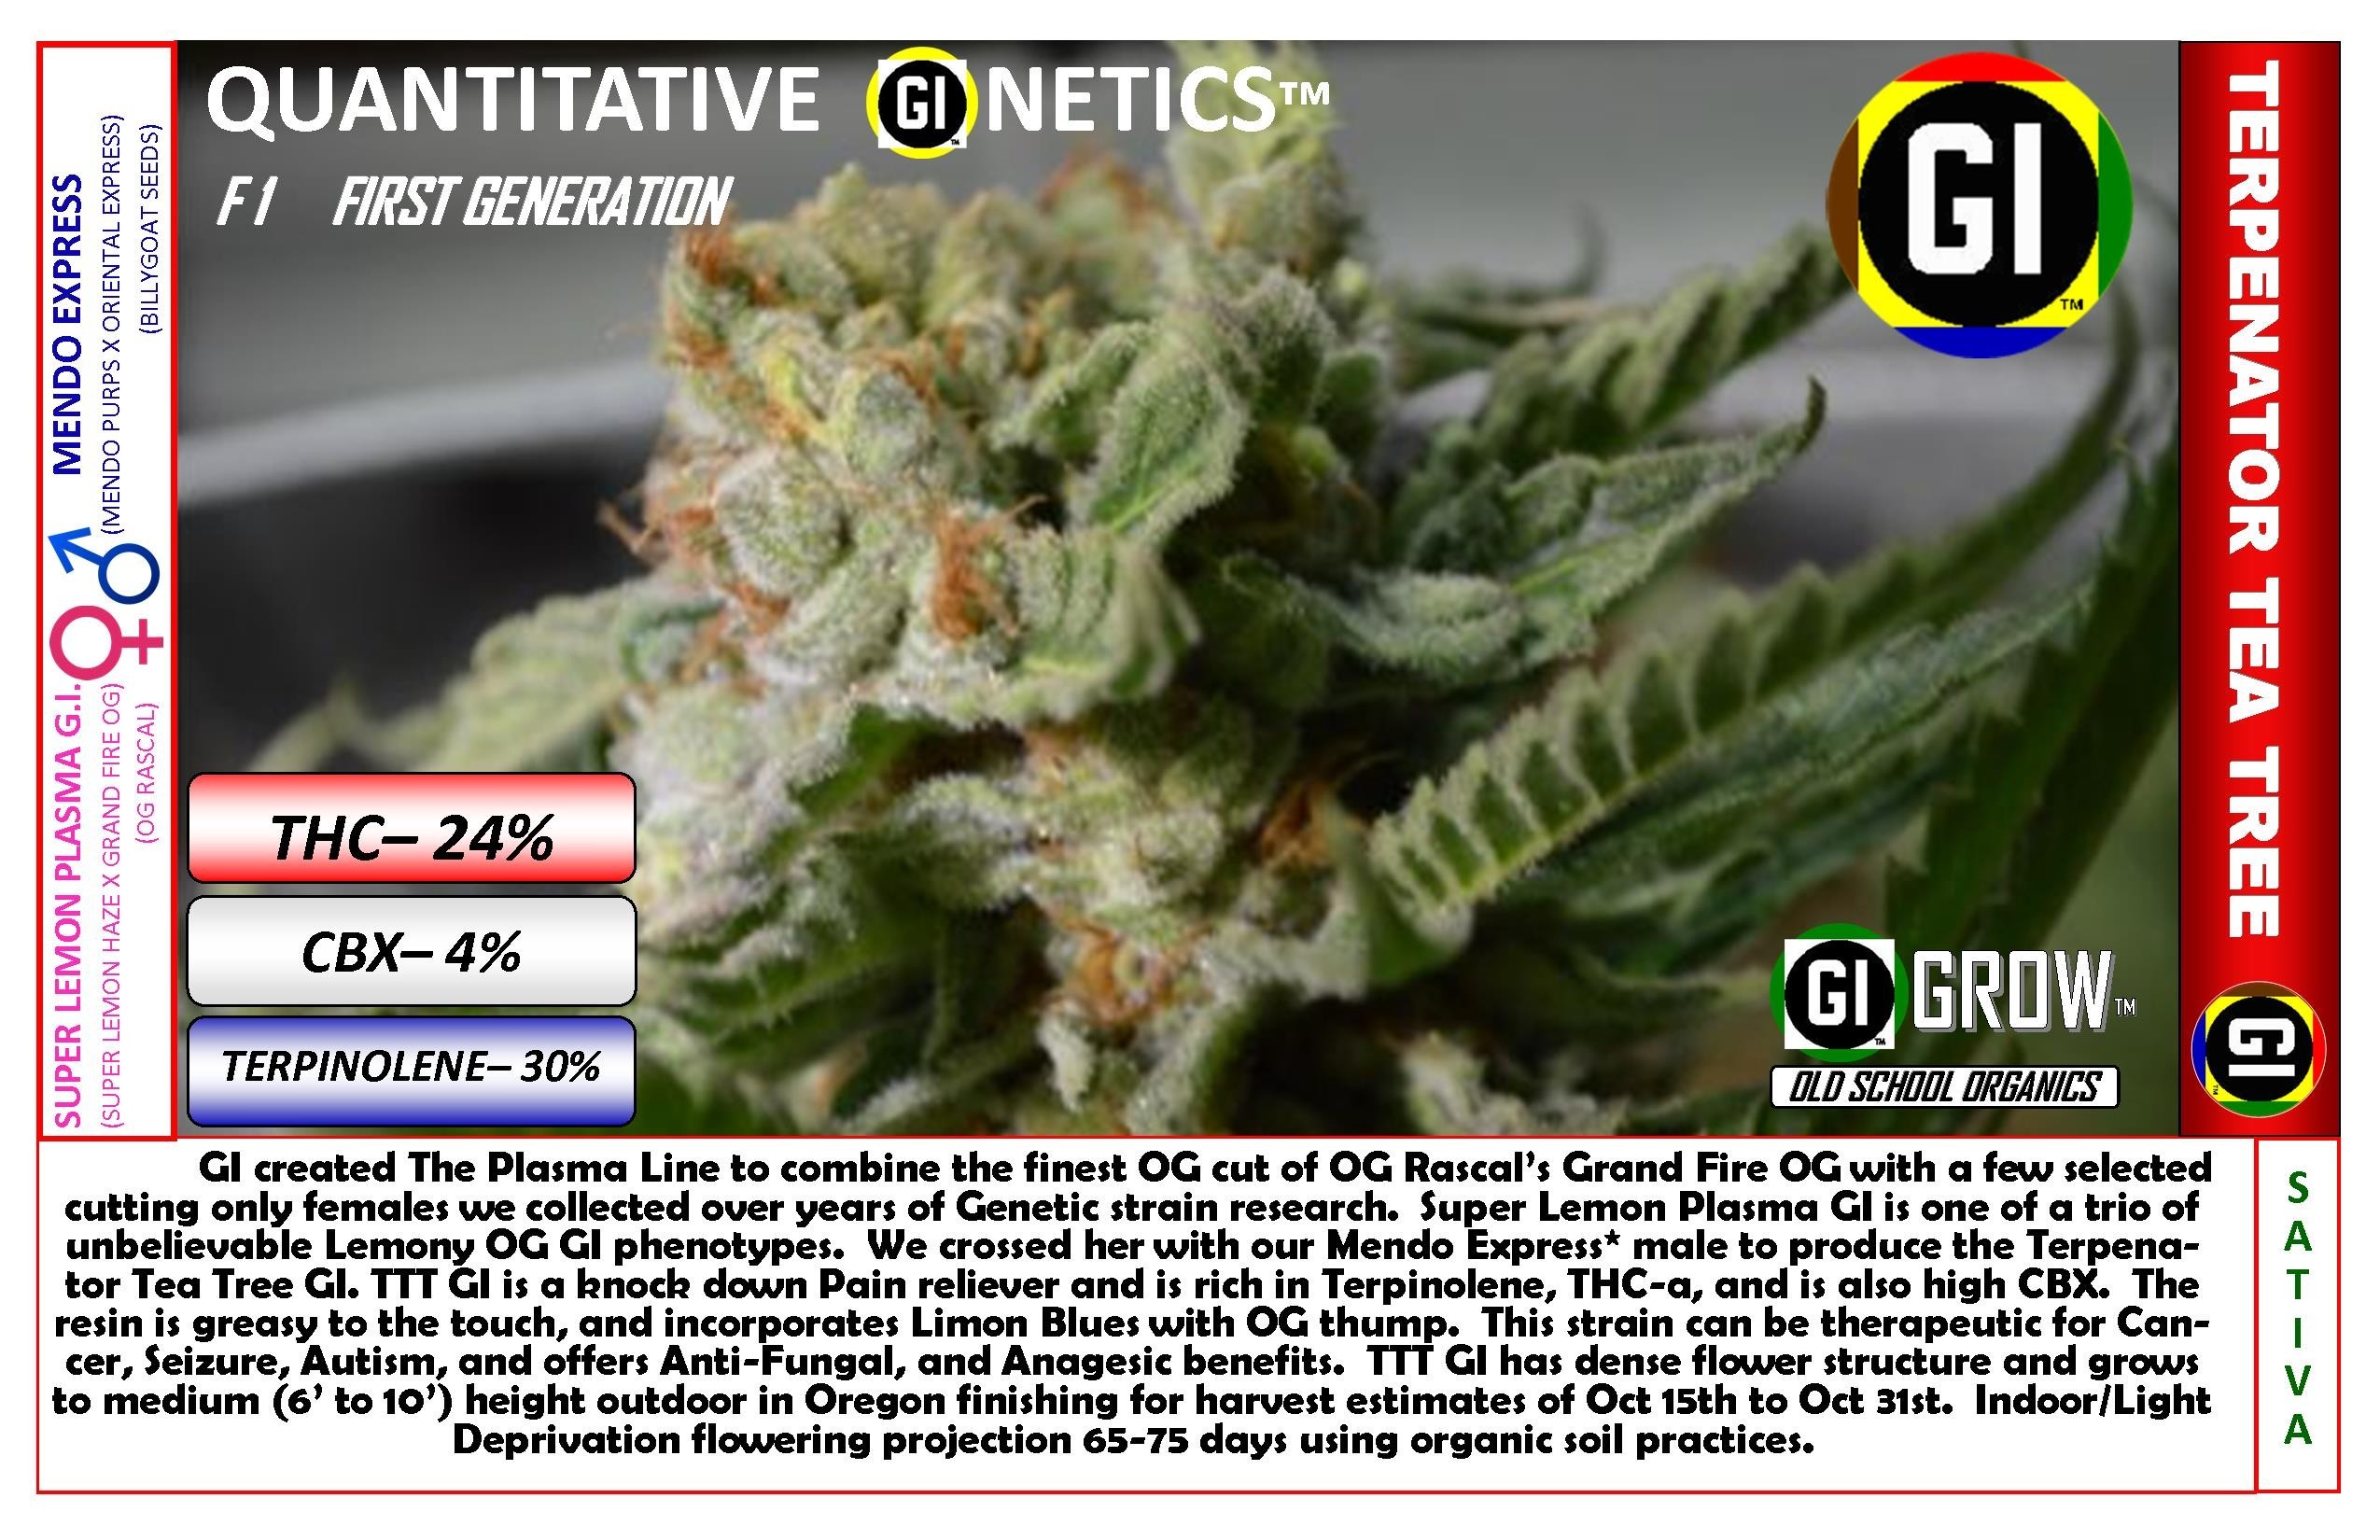 QUANTITATIVE GI NETICS™
F1 FIRST GENERATION
GI
TM
MENDO EXPRESS
(MENDO PURPS X ORIENTAL EXPRESS)
(BILLYGOAT SEEDS)
SUPER LEMON PLASMA G.I.
(SUPER LEMON HAZE X GRAND FIRE OG)
(OG RASCAL)
THC– 24%
CBX– 4%
TERPINOLENE– 30%
GI GROW™
TM
OLD SCHOOL ORGANICS
TERPENATOR TEA TREE
GI
TM
GI created The Plasma Line to combine the finest OG cut of OG Rascal's Grand Fire OG with a few selected
cutting only females we collected over years of Genetic strain research.  Super Lemon Plasma GI is one of a trio of
unbelievable Lemony OG GI phenotypes.  We crossed her with our Mendo Express* male to produce the Terpena-
tor Tea Tree GI. TTT GI is a knock down Pain reliever and is rich in Terpinolene, THC-a, and is also high CBX.  The
resin is greasy to the touch, and incorporates Limon Blues with OG thump.  This strain can be therapeutic for Can-
cer, Seizure, Autism, and offers Anti-Fungal, and Anagesic benefits.  TTT GI has dense flower structure and grows
to medium (6' to 10') height outdoor in Oregon finishing for harvest estimates of Oct 15th to Oct 31st.  Indoor/Light
Deprivation flowering projection 65-75 days using organic soil practices.
S
A
T
I
V
A